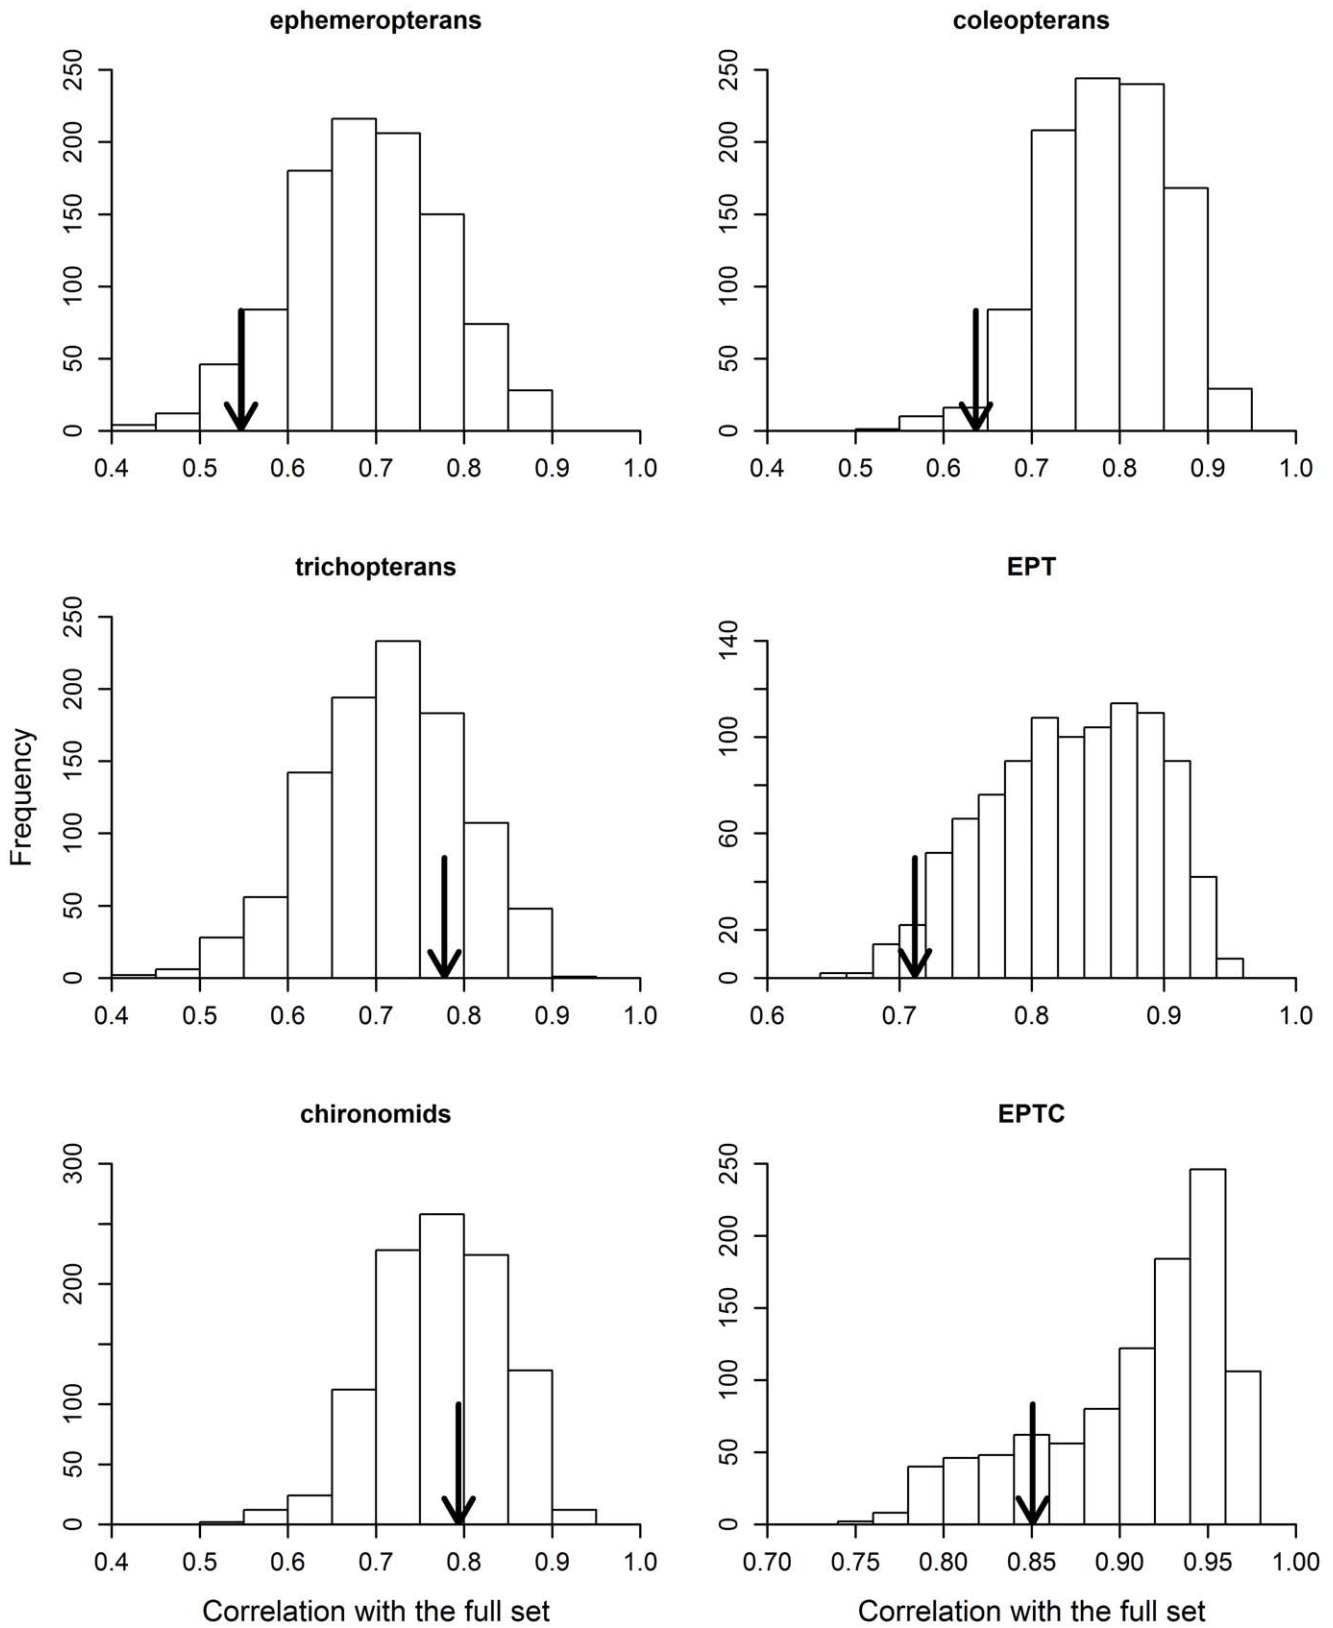 ephemeropterans
250
200
150
100
50
0
0.4 0.5 0.6 0.7 0.8 0.9 1.0
coleopterans
250
200
150
100
50
0
0.4 0.5 0.6 0.7 0.8 0.9 1.0
trichopterans
Frequency
250
200
150
100
50
0
0.4 0.5 0.6 0.7 0.8 0.9 1.0
EPT
140
100
60
20
0
0.6 0.7 0.8 0.9 1.0
chironomids
300
200
100
50
0
0.4 0.5 0.6 0.7 0.8 0.9 1.0
Correlation with the full set
EPTC
250
200
150
100
50
0
0.70 0.75 0.80 0.85 0.90 0.95 1.00
Correlation with the full set